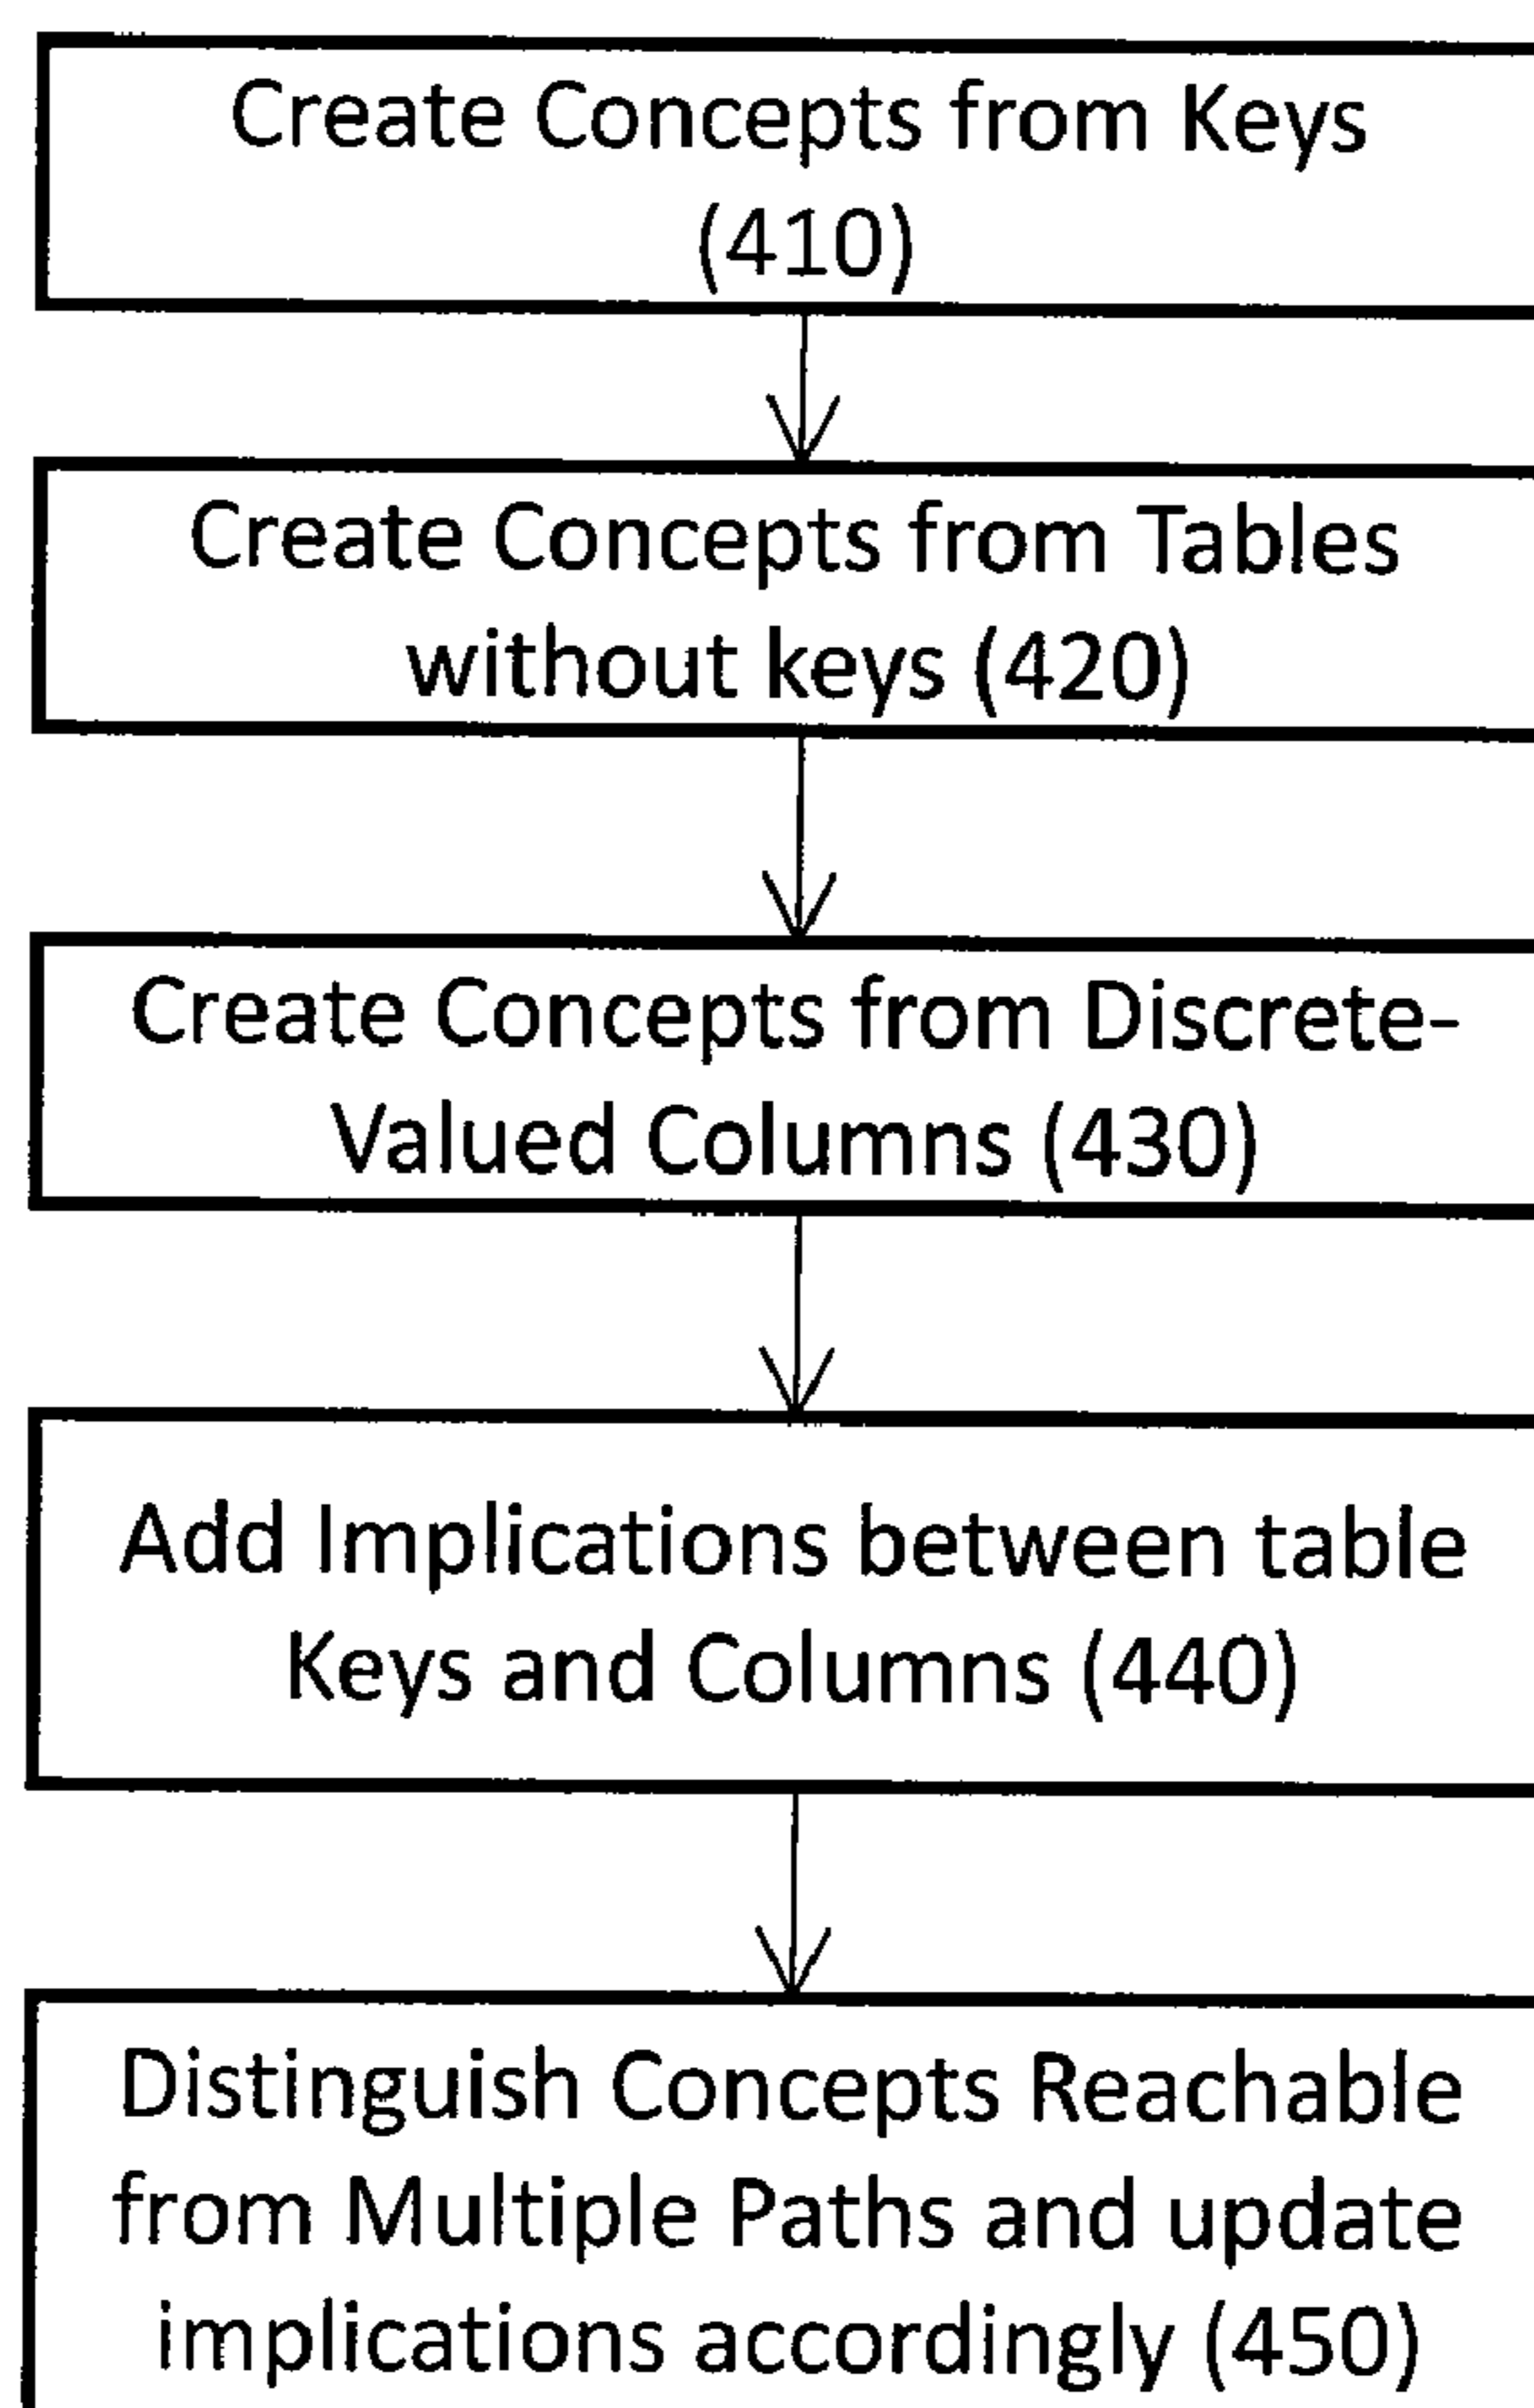 Create Concepts from Keys
(410)
Create Concepts from Tables
without keys (420)
Create Concepts from Discrete-
Valued Columns (430)
Add Implications between table
Keys and Columns (440)
Distinguish Concepts Reachable
from Multiple Paths and update
implications accordingly (450)